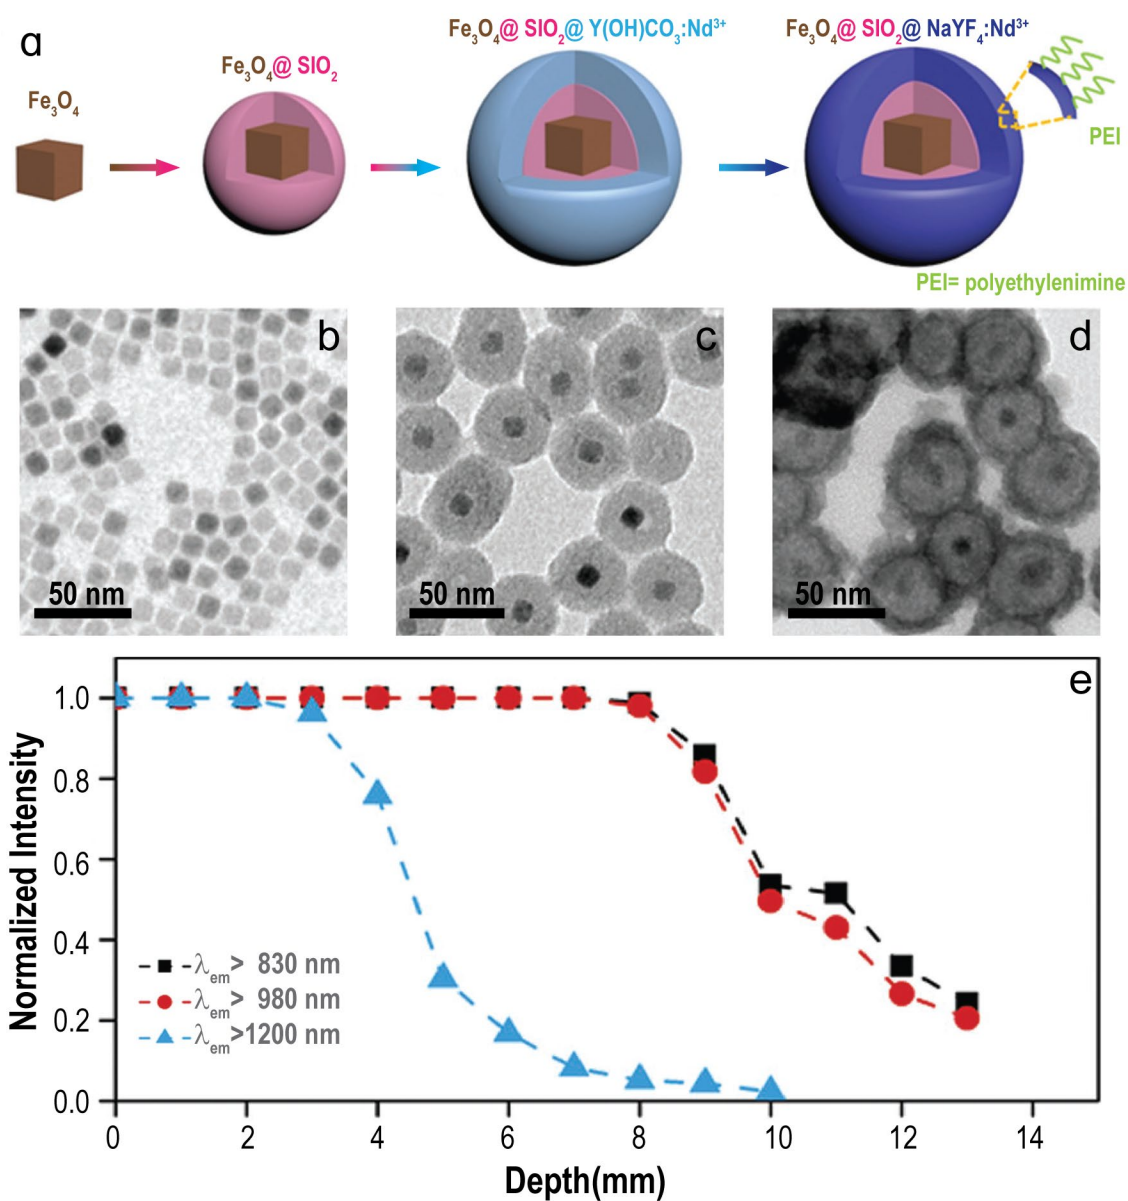 a
Fe₃O₄
Fe₃O₄@ SIO₂
Fe₃O₄@ SIO₂@ Y(OH)CO₃:Nd³⁺
Fe₃O₄@ SIO₂@ NaYF₄:Nd³⁺
PEI
PEI= polyethylenimine
b
50 nm
c
50 nm
d
50 nm
e
Normalized Intensity
1.0
0.8
0.6
0.4
0.2
0.0
λem> 830 nm
λem> 980 nm
λem>1200 nm
0 2 4 6 8 10 12 14
Depth(mm)